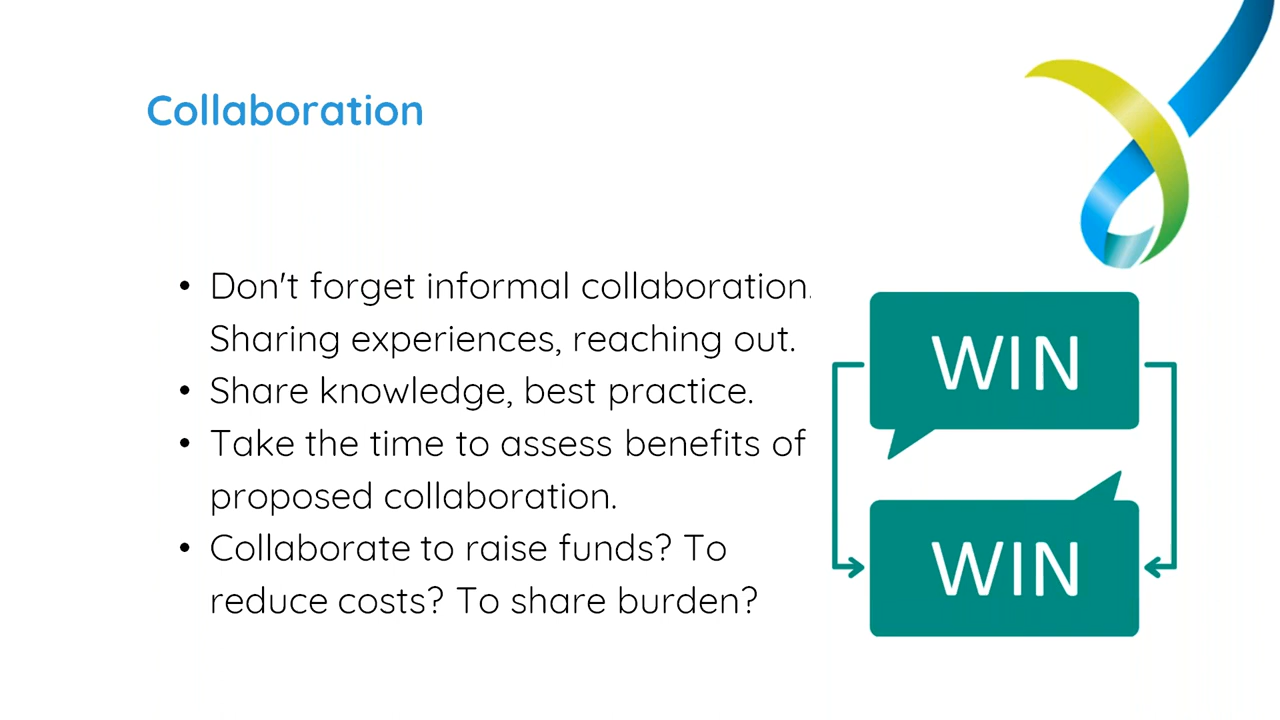 Collaboration
• Don't forget informal collaboration.
Sharing experiences, reaching out.
• Share knowledge, best practice.
• Take the time to assess benefits of
proposed collaboration.
• Collaborate to raise funds? To
reduce costs? To share burden?
WIN
WIN